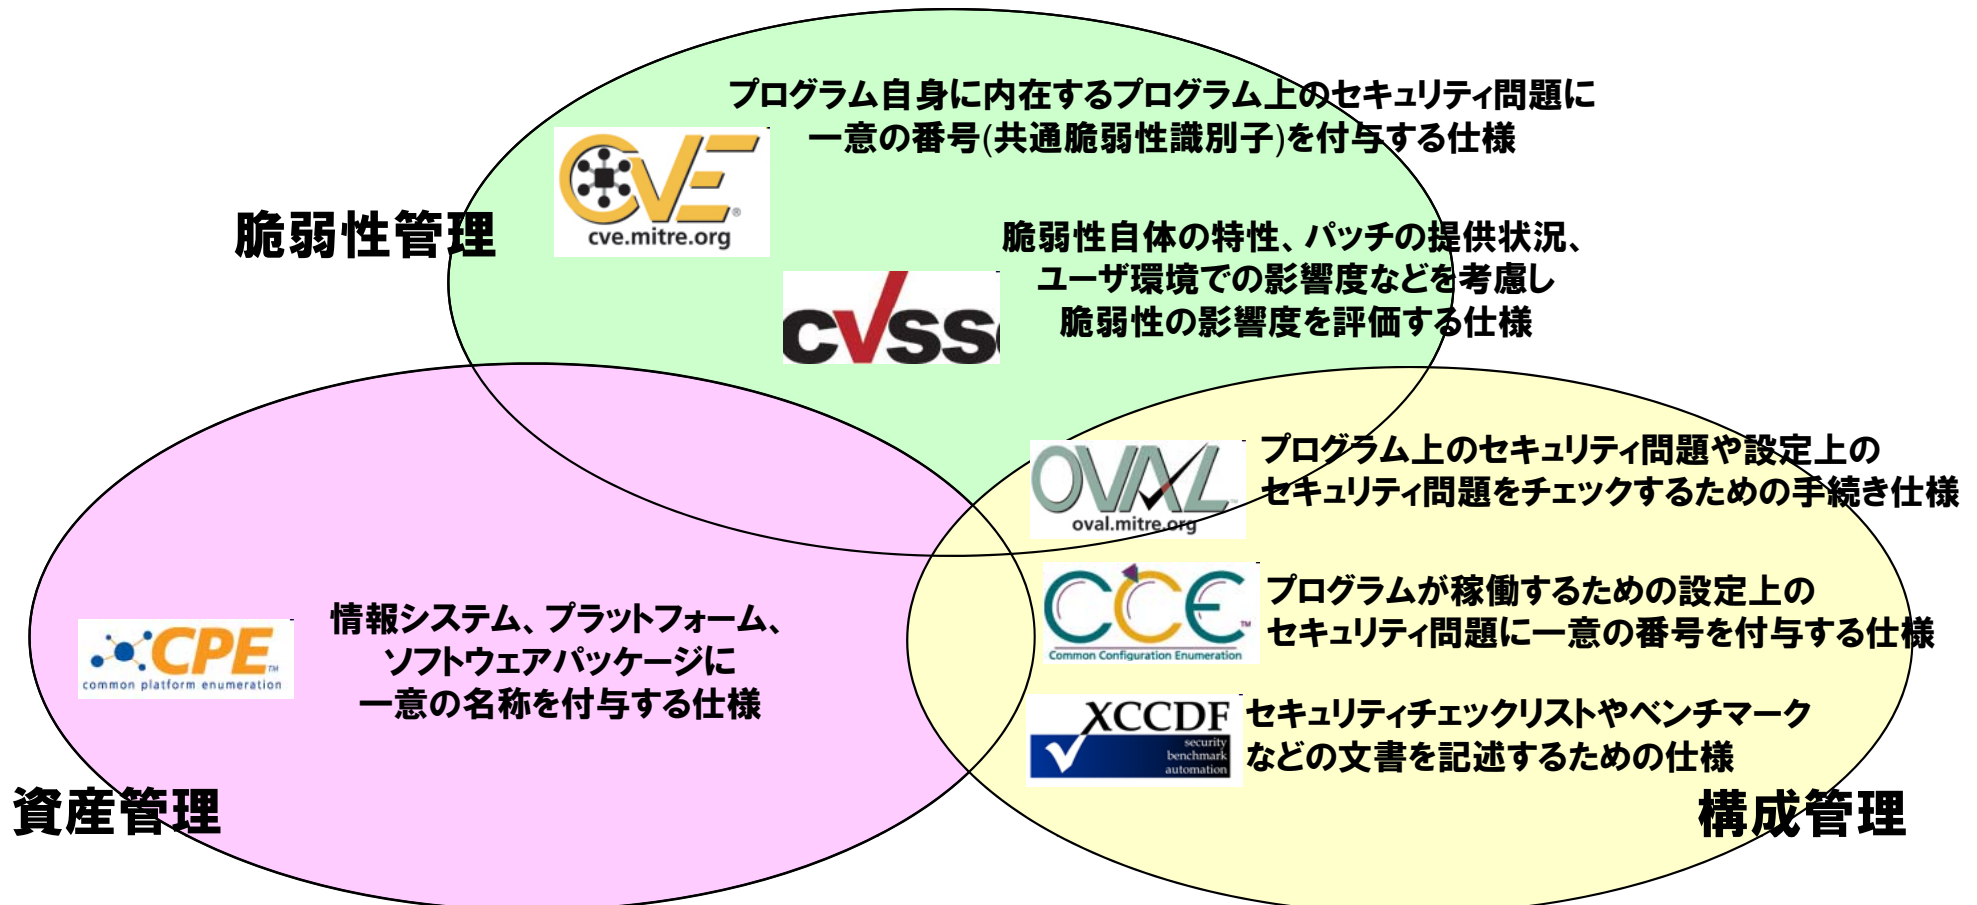 プログラム自身に内在するプログラム上のセキュリティ問題に
一意の番号(共通脆弱性識別子)を付与する仕様
CVE
®
cve.mitre.org
脆弱性管理
脆弱性自体の特性、パッチの提供状況、
ユーザ環境での影響度などを考慮し
脆弱性の影響度を評価する仕様
CVSS
OVAL
oval.mitre.org
プログラム上のセキュリティ問題や設定上の
セキュリティ問題をチェックするための手続き仕様
CCE™
Common Configuration Enumeration
プログラムが稼働するための設定上の
セキュリティ問題に一意の番号を付与する仕様
CPE™
common platform enumeration
情報システム、プラットフォーム、
ソフトウェアパッケージに
一意の名称を付与する仕様
XCCDF
security
benchmark
automation
セキュリティチェックリストやベンチマーク
などの文書を記述するための仕様
資産管理
構成管理